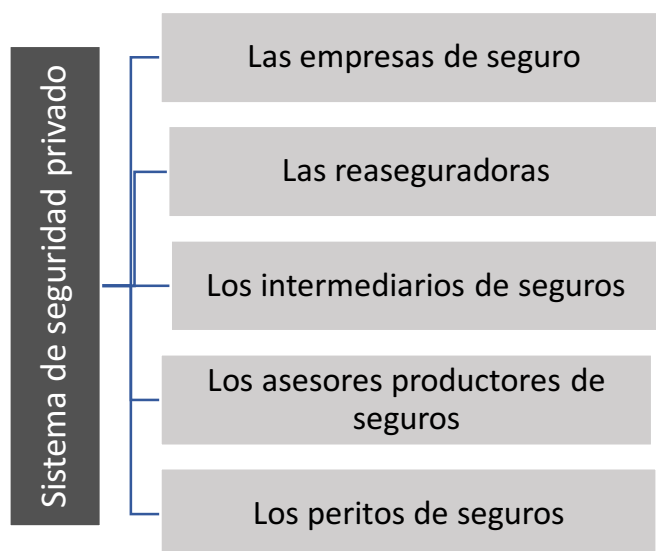 Sistema de seguridad privado
Las empresas de seguro
Las reaseguradoras
Los intermediarios de seguros
Los asesores productores de
seguros
Los peritos de seguros